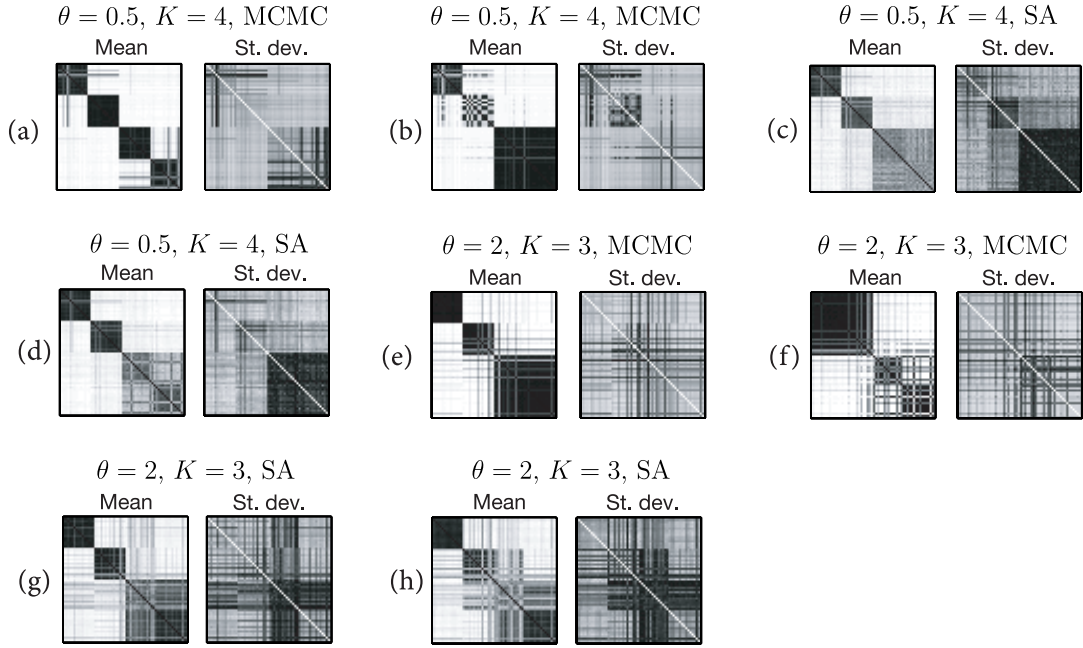 θ = 0.5, K = 4, MCMC
Mean St. dev.
(a)
θ = 0.5, K = 4, MCMC
Mean St. dev.
(b)
θ = 0.5, K = 4, SA
Mean St. dev.
(c)
θ = 0.5, K = 4, SA
Mean St. dev.
(d)
θ = 2, K = 3, MCMC
Mean St. dev.
(e)
θ = 2, K = 3, MCMC
Mean St. dev.
(f)
θ = 2, K = 3, SA
Mean St. dev.
(g)
θ = 2, K = 3, SA
Mean St. dev.
(h)